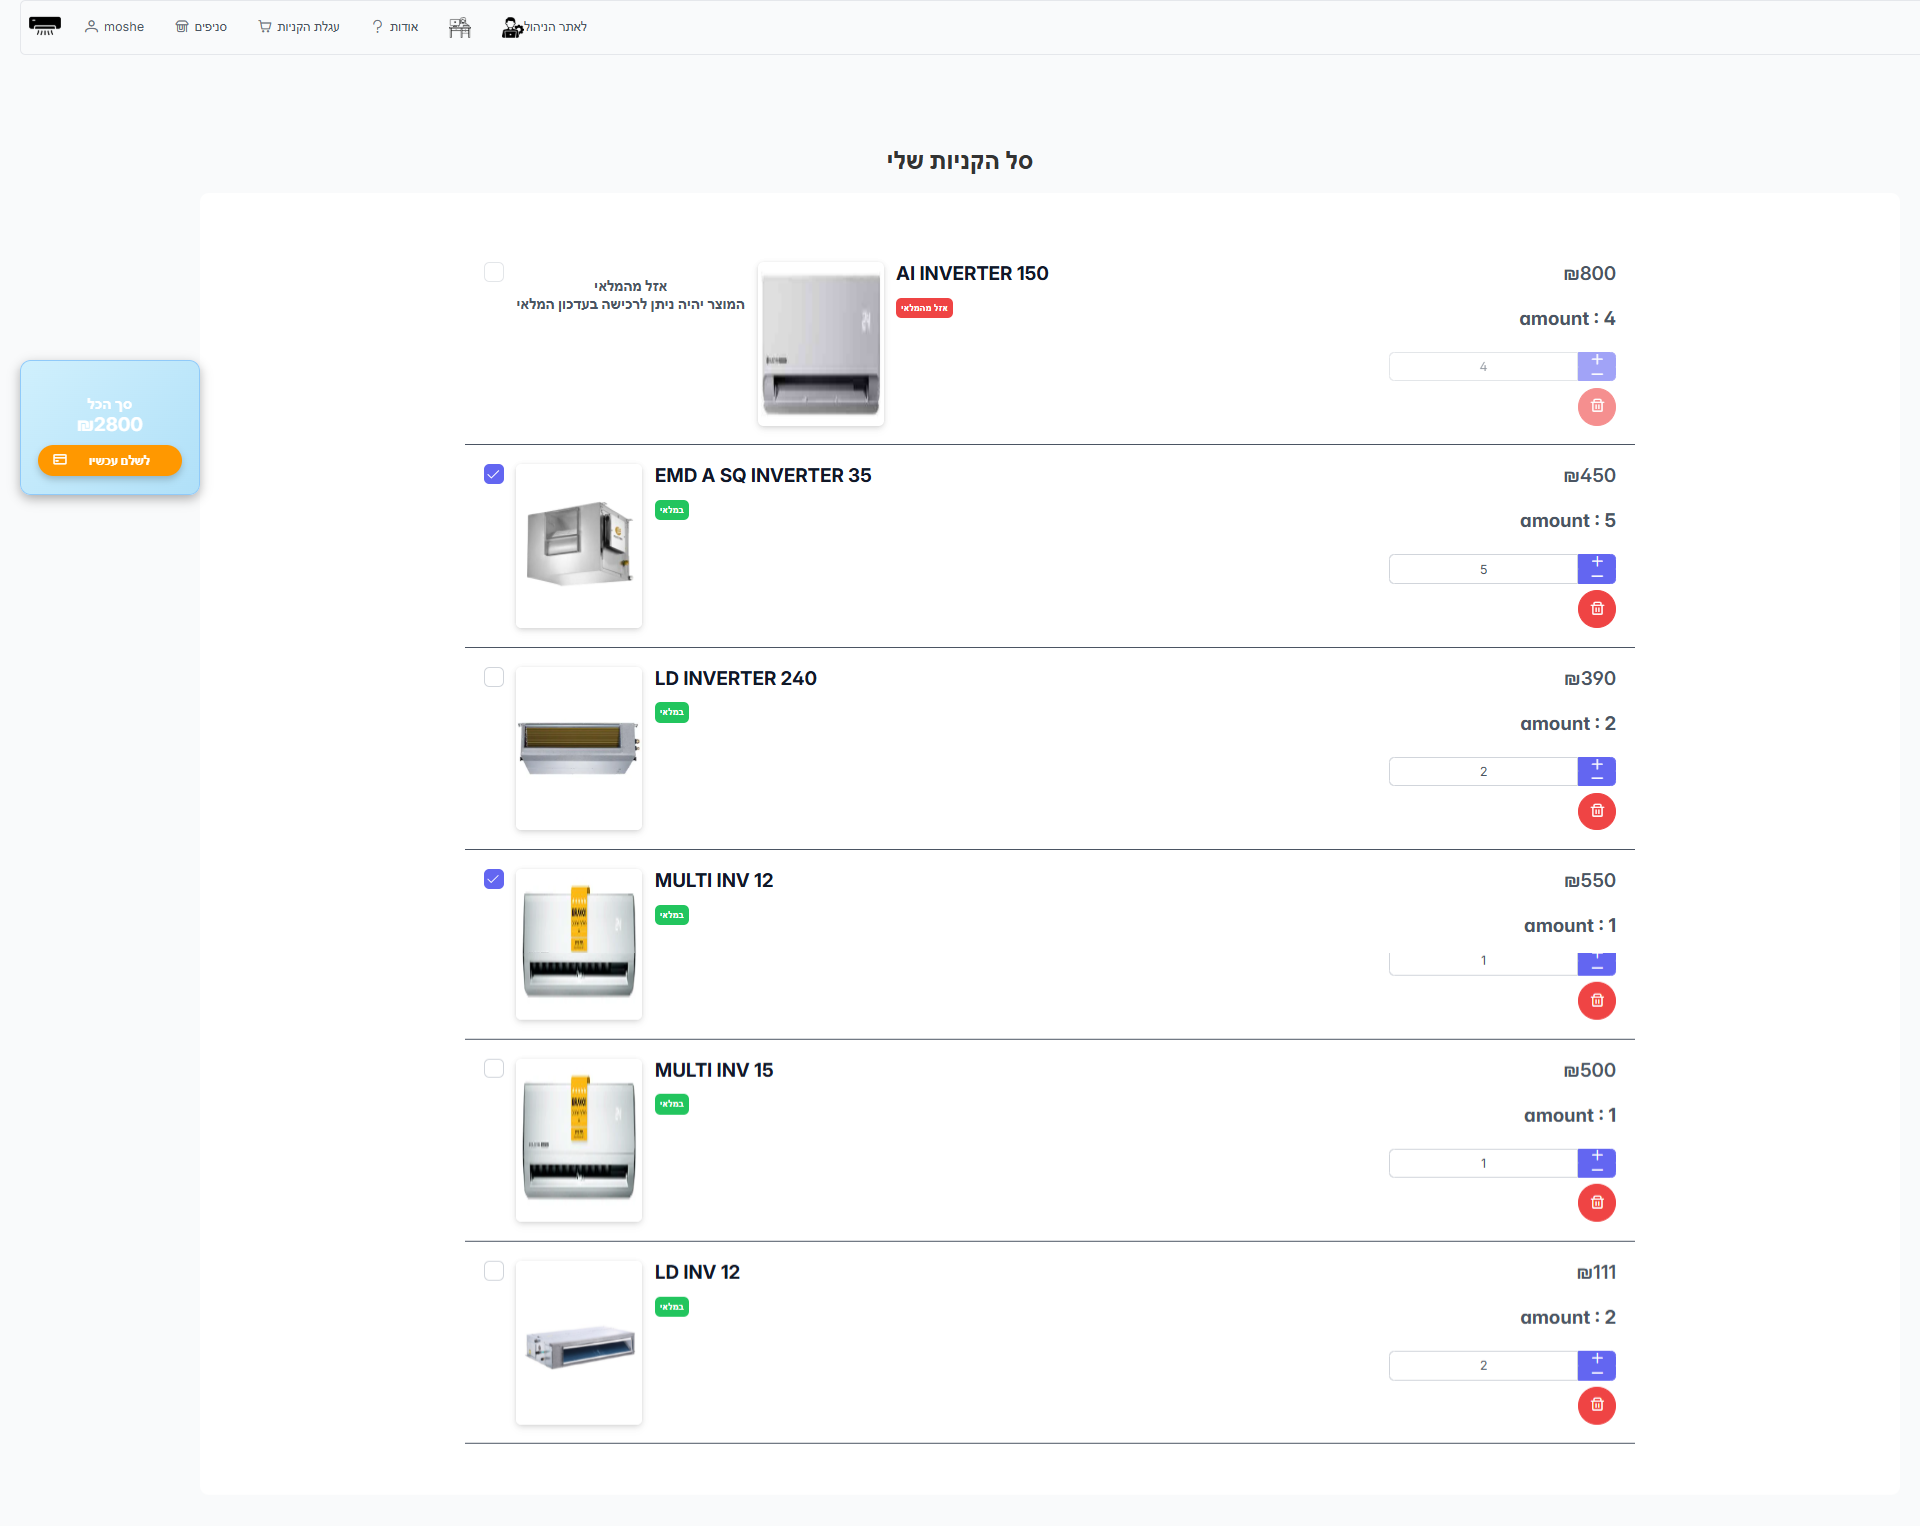 moshe
סניפים
עגלת הקניות
אודות
לאתר הניהול
סל הקניות שלי
אזל מהמלאי
המוצר יהיה ניתן לרכישה בעדכון המלאי
AI INVERTER 150
אזל מהמלאי
₪800
amount : 4
4
סך הכל
₪2800
לשלם עכשיו
EMD A SQ INVERTER 35
במלאי
₪450
amount : 5
5
LD INVERTER 240
במלאי
₪390
amount : 2
2
MULTI INV 12
במלאי
₪550
amount : 1
1
MULTI INV 15
במלאי
₪500
amount : 1
1
LD INV 12
במלאי
₪111
amount : 2
2